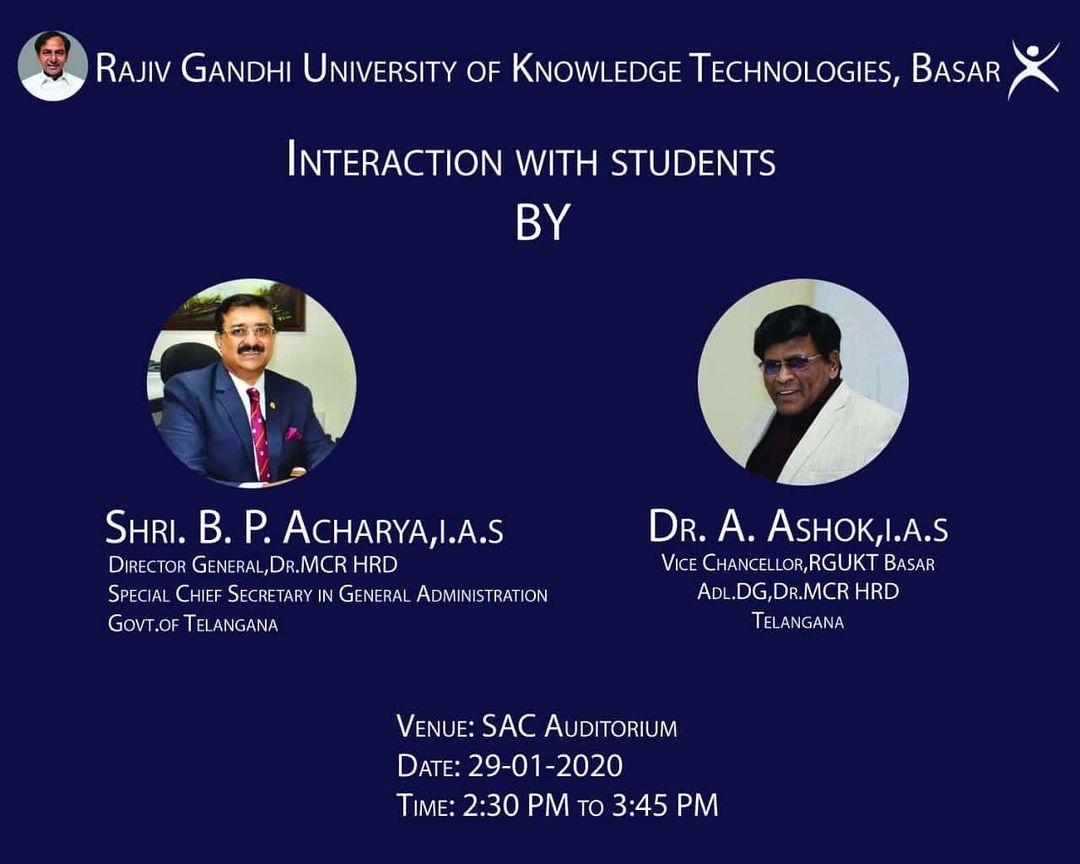 Rajiv Gandhi University of Knowledge Technologies, Basar
Interaction with students
BY
Shri. B. P. Acharya,I.A.S
Director General,Dr.MCR HRD
Special Chief Secretary in General Administration
Govt.of Telangana
Dr. A. Ashok,I.A.S
Vice Chancellor,RGUKT Basar
Adl.DG,Dr.MCR HRD
Telangana
Venue: SAC Auditorium
Date: 29-01-2020
Time: 2:30 PM to 3:45 PM